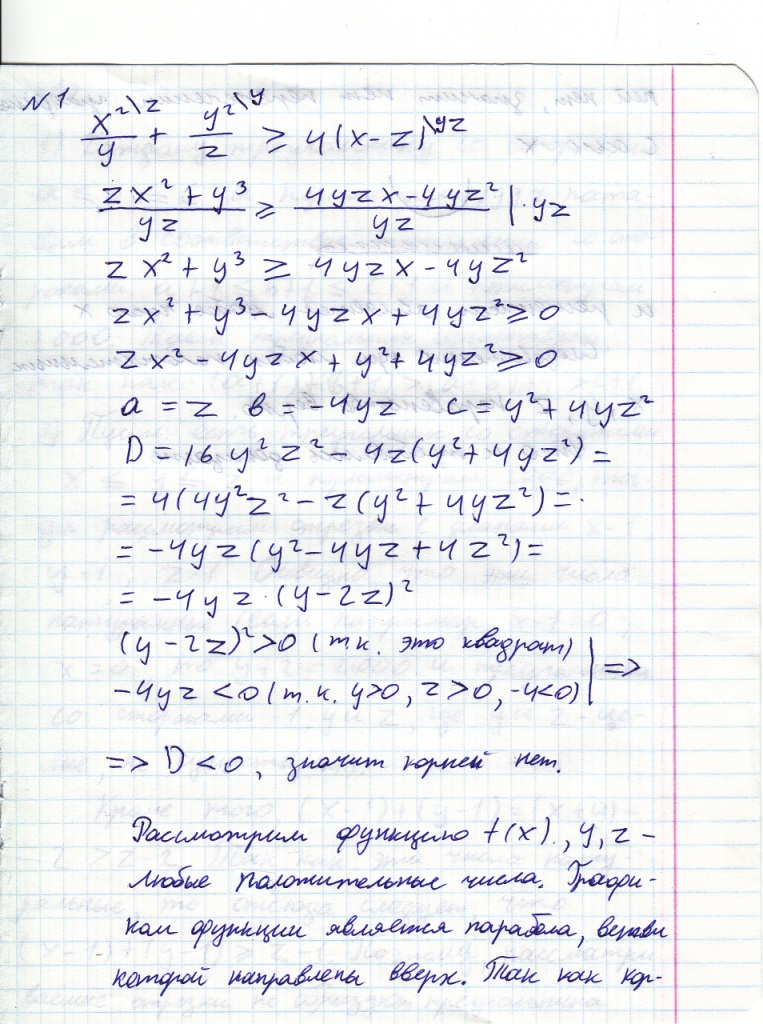 №1
x²\z / y + y²\y / z ≥ 4(x-z)\yz
zx²+y³ / yz ≥ 4yzx-4yz² / yz | ·yz
zx²+y³ ≥ 4yzx-4yz²
zx²+y³-4yzx+4yz²≥0
zx²-4yzx+y²+4yz²≥0
a=z в=-4yz c=y²+4yz²
D=16y²z²-4z(y²+4yz²)=
=4(4y²z²-z(y²+4yz²)=
=-4yz(y²-4yz+4z²)=
=-4yz·(y-2z)²
(y-2z)²>0 (т.к. это квадрат)
-4yz<0 (т.к. y>0, z>0, -4<0) | =>
=> D<0, значит корней нет.
Рассмотрим функцию f(x)., y, z -
любые положительные числа. Графи-
ком функции является парабола, ветви
которой направлены вверх. Так как кор-